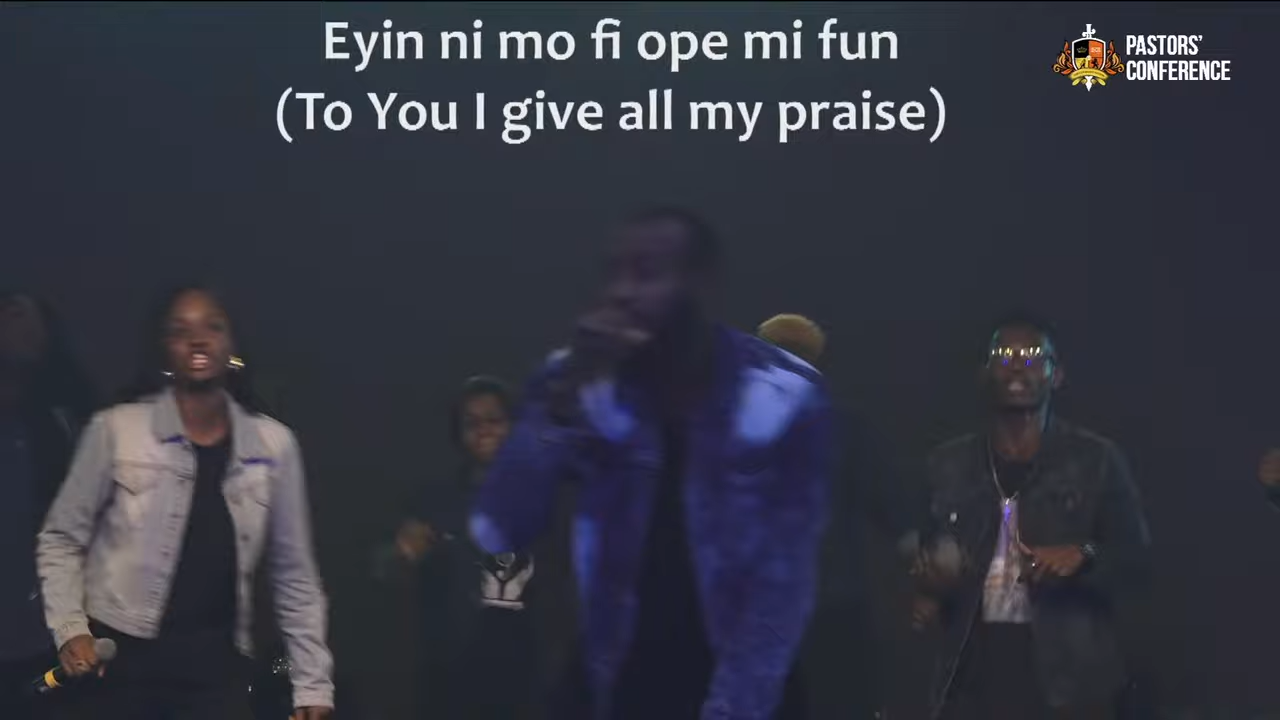 Eyin ni mo fi ope mi fun
(To You I give all my praise)
PASTORS'
CONFERENCE